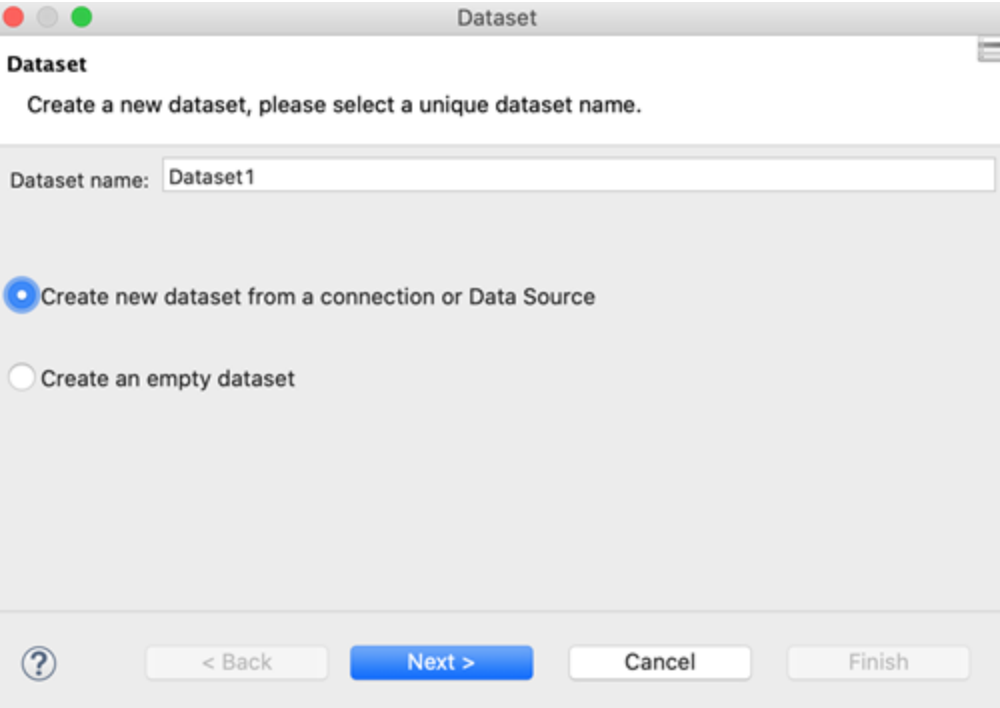 Dataset
Dataset
Create a new dataset, please select a unique dataset name.
Dataset name: Dataset1
Create new dataset from a connection or Data Source
Create an empty dataset
? < Back Next > Cancel Finish